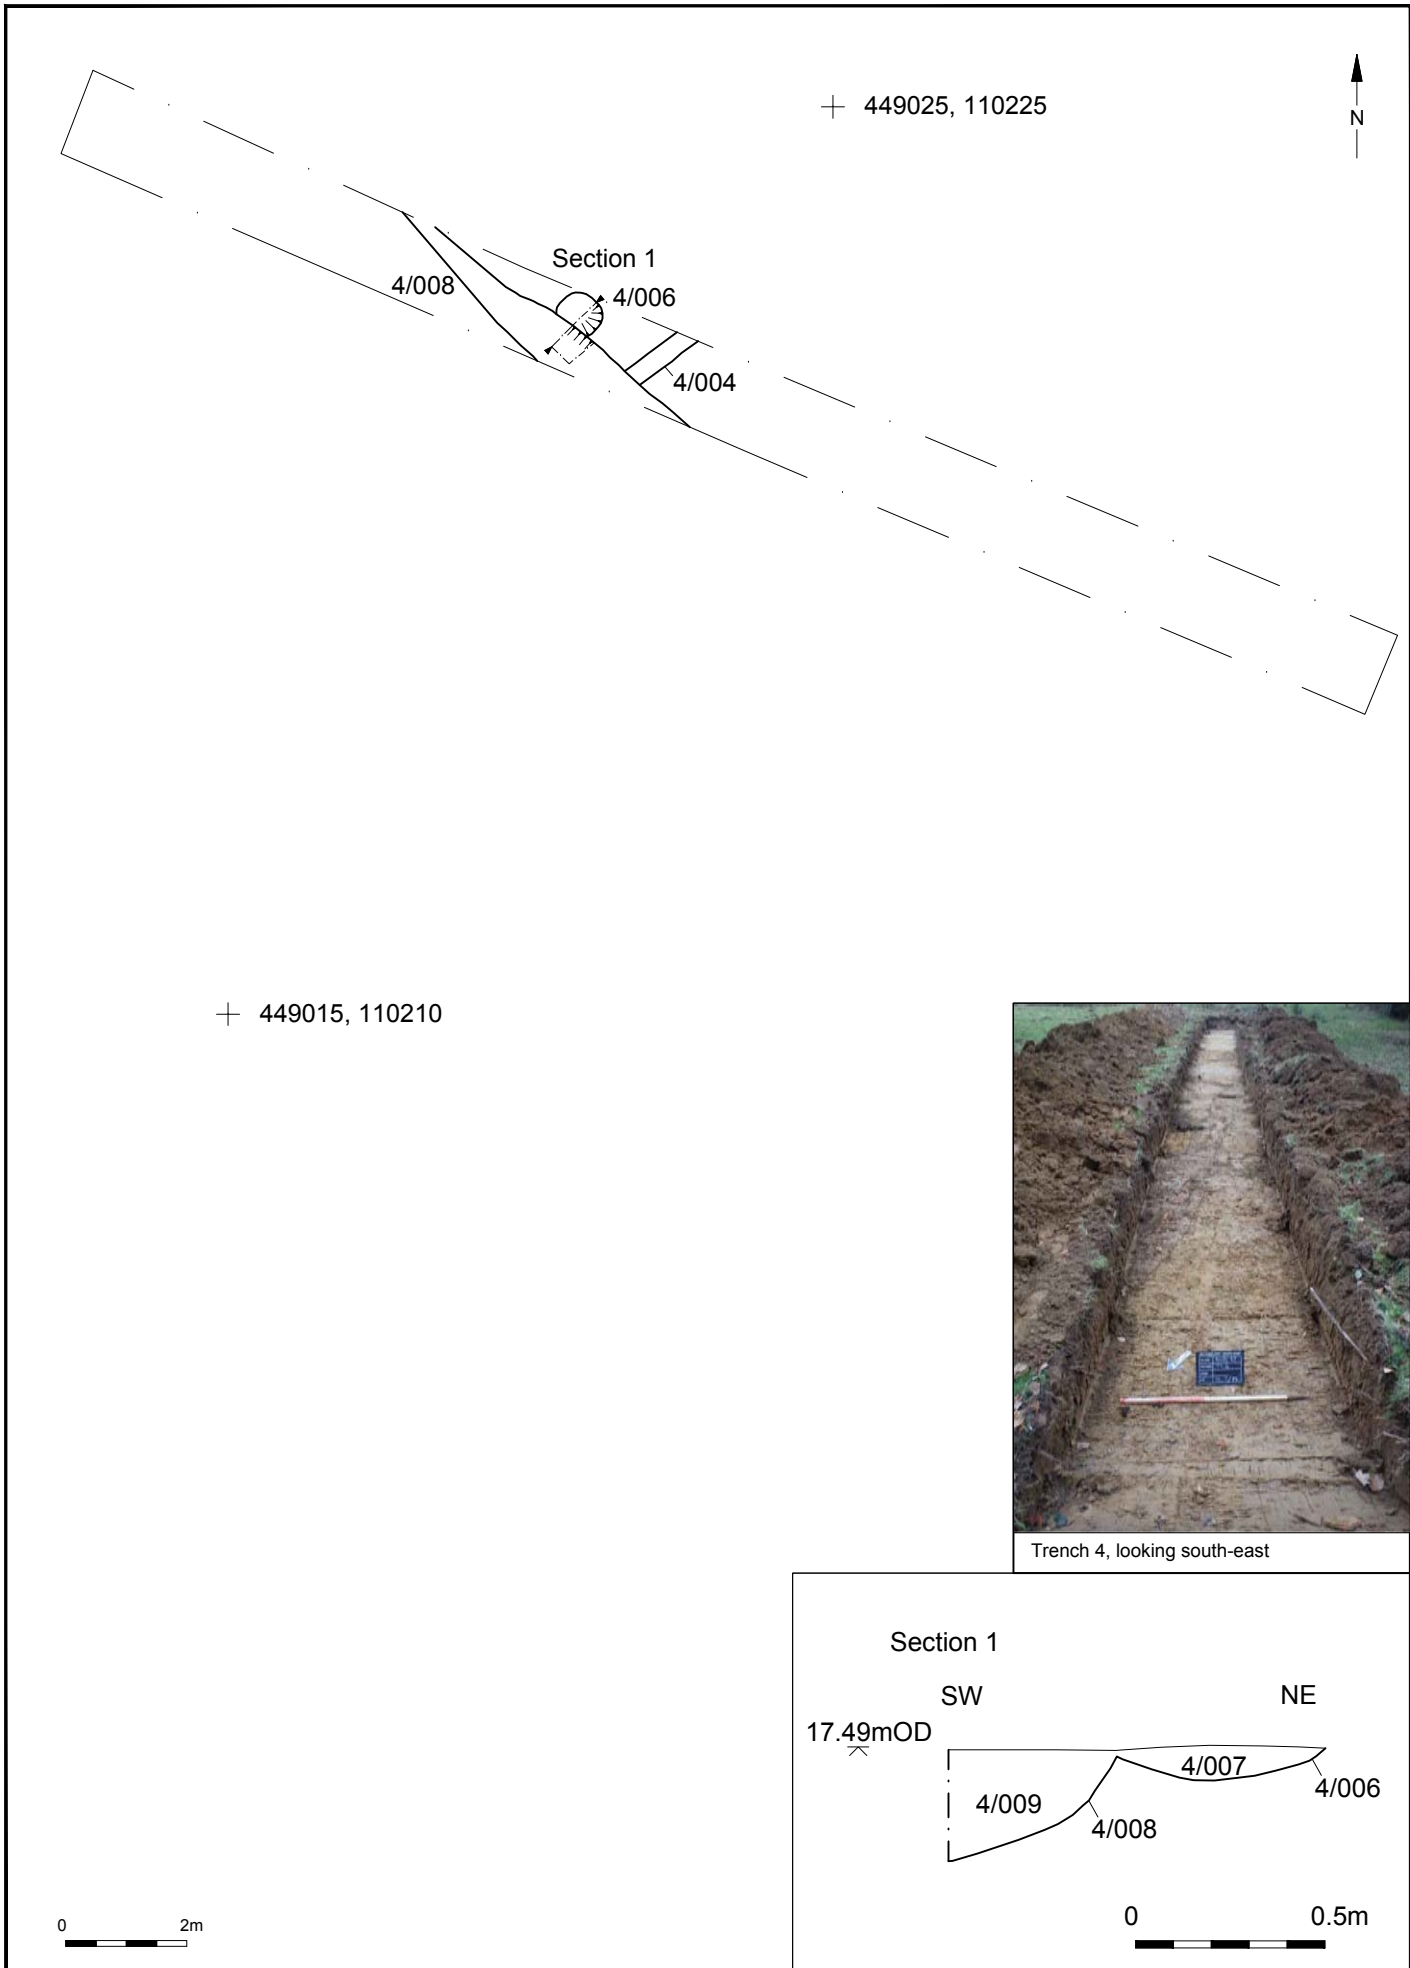 449025, 110225
N
Section 1
4/008
4/006
4/004
449015, 110210
Trench 4, looking south-east
Section 1
SW NE
17.49mOD
4/007
4/006
4/009
4/008
0 2m
0 0.5m